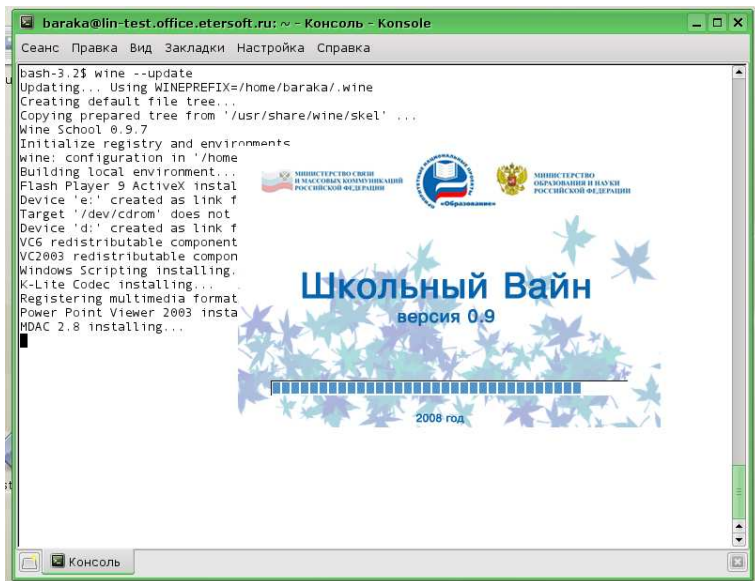 baraka@lin-test.office.etersoft.ru: ~ - Консоль - Konsole
Сеанс Правка Вид Закладки Настройка Справка
bash-3.2$ wine --update
Updating... Using WINEPREFIX=/home/baraka/.wine
Creating default file tree...
Copying prepared tree from '/usr/share/wine/skel' ...
Wine School 0.9.7
Initialize registry and environments
wine: configuration in '/home
Building local environment...
Flash Player 9 ActiveX instal
Device 'e:' created as link f
Target '/dev/cdrom' does not
Device 'd:' created as link f
VC6 redistributable component
VC2003 redistributable compon
Windows Scripting installing.
K-Lite Codec installing...
Registering multimedia format
Power Point Viewer 2003 insta
MDAC 2.8 installing...
МИНИСТЕРСТВО СВЯЗИ
И МАССОВЫХ КОММУНИКАЦИЙ
РОССИЙСКОЙ ФЕДЕРАЦИИ
ПРИОРИТЕТНЫЕ НАЦИОНАЛЬНЫЕ ПРОЕКТЫ
«Образование»
МИНИСТЕРСТВО
ОБРАЗОВАНИЯ И НАУКИ
РОССИЙСКОЙ ФЕДЕРАЦИИ
Школьный Вайн
версия 0.9
2008 год
Консоль